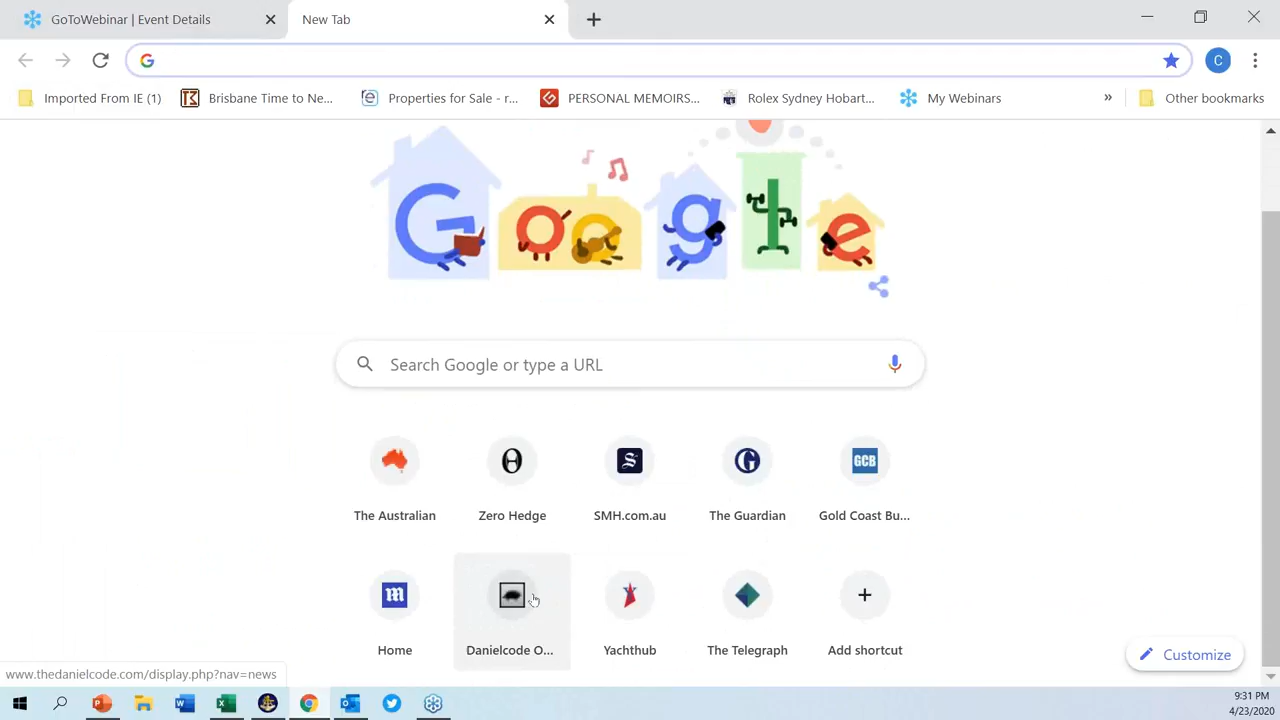 GoToWebinar | Event Details
New Tab
C
Imported From IE (1)
Brisbane Time to Ne...
Properties for Sale - r...
PERSONAL MEMOIRS...
Rolex Sydney Hobart...
My Webinars
»
Other bookmarks
Google
Search Google or type a URL
GCB
The Australian
Zero Hedge
SMH.com.au
The Guardian
Gold Coast Bu...
Home
Danielcode O...
Yachthub
The Telegraph
Add shortcut
Customize
www.thedanielcode.com/display.php?nav=news
9:31 PM
4/23/2020